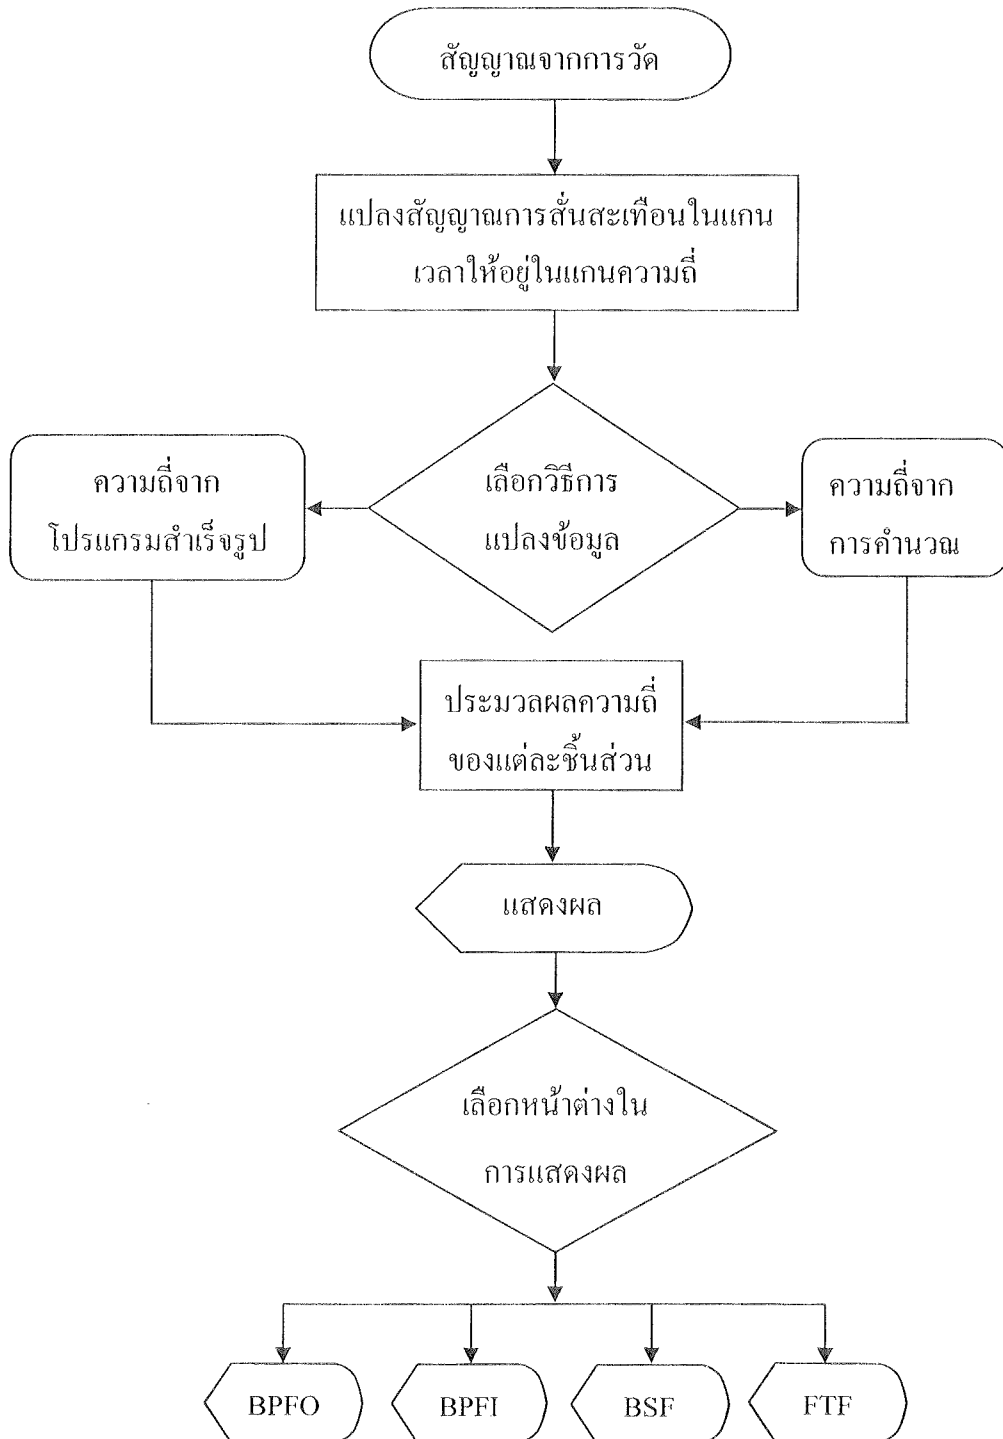 สัญญาณจากการวัด
แปลงสัญญาณการสั่นสะเทือนในแกน
เวลาให้อยู่ในแกนความถี่
เลือกวิธีการ
แปลงข้อมูล
ความถี่จาก
โปรแกรมสำเร็จรูป
ความถี่จาก
การคำนวณ
ประมวลผลความถี่
ของแต่ละชิ้นส่วน
แสดงผล
เลือกหน้าต่างใน
การแสดงผล
BPFO
BPFI
BSF
FTF